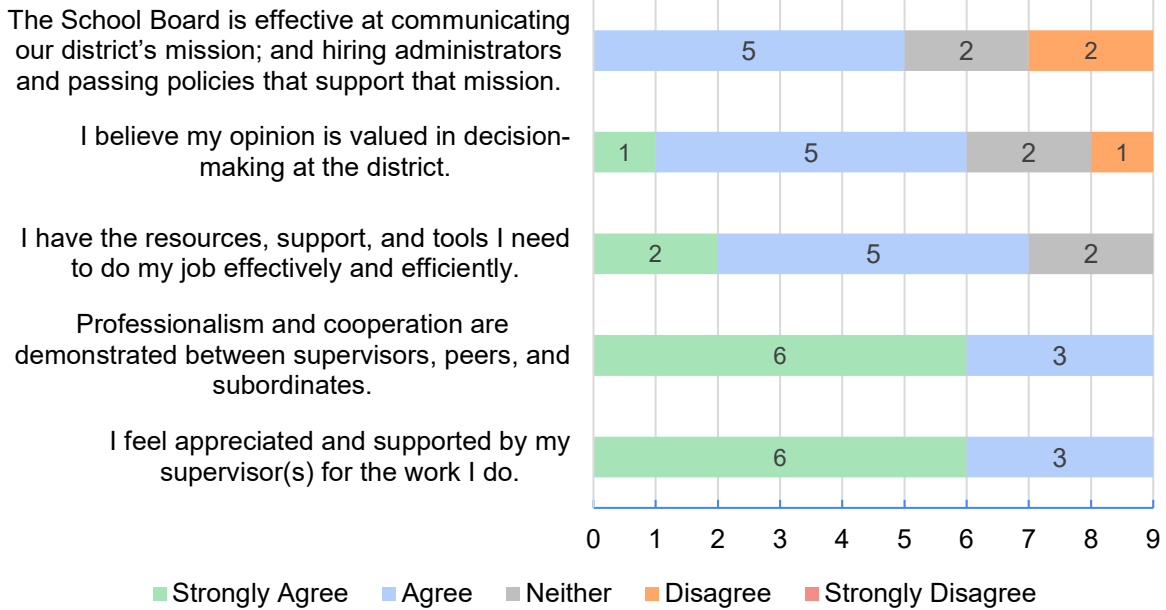 The School Board is effective at communicating
our district’s mission; and hiring administrators
and passing policies that support that mission.
5 2 2
I believe my opinion is valued in decision-
making at the district.
1 5 2 1
I have the resources, support, and tools I need
to do my job effectively and efficiently.
2 5 2
Professionalism and cooperation are
demonstrated between supervisors, peers, and
subordinates.
6 3
I feel appreciated and supported by my
supervisor(s) for the work I do.
6 3
0 1 2 3 4 5 6 7 8 9
Strongly Agree Agree Neither Disagree Strongly Disagree